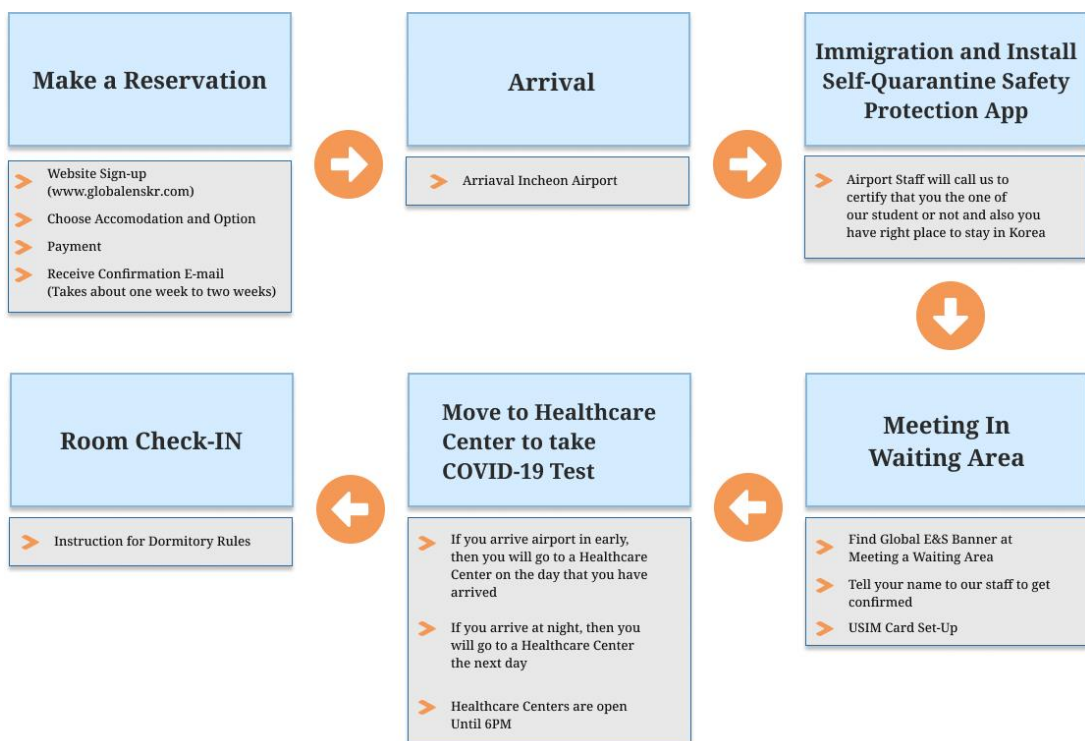 Make a Reservation
Website Sign-up
(www.globalenskr.com)
Choose Accomodation and Option
Payment
Receive Confirmation E-mail
(Takes about one week to two weeks)
Arrival
Arriaval Incheon Airport
Immigration and Install
Self-Quarantine Safety
Protection App
Airport Staff will call us to
certify that you the one of
our student or not and also you
have right place to stay in Korea
Meeting In
Waiting Area
Find Global E&S Banner at
Meeting a Waiting Area
Tell your name to our staff to get
confirmed
USIM Card Set-Up
Move to Healthcare
Center to take
COVID-19 Test
If you arrive airport in early,
then you will go to a Healthcare
Center on the day that you have
arrived
If you arrive at night, then you
will go to a Healthcare Center
the next day
Healthcare Centers are open
Until 6PM
Room Check-IN
Instruction for Dormitory Rules